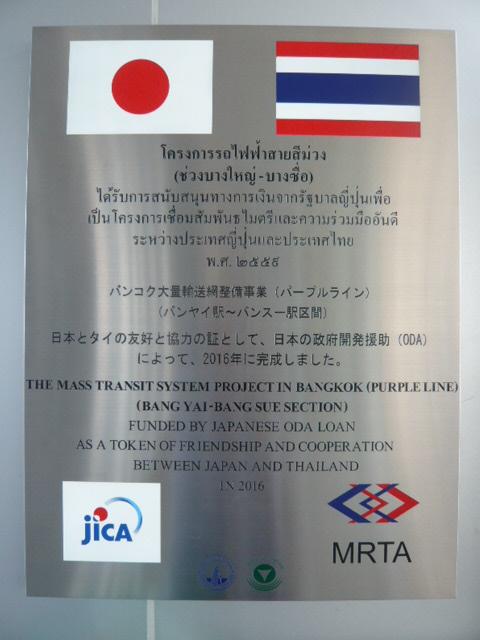 โครงการรถไฟฟ้าสายสีม่วง
(ช่วงบางใหญ่-บางซื่อ)
ได้รับการสนับสนุนทางการเงินจากรัฐบาลญี่ปุ่นเพื่อ
เป็นโครงการเชื่อมสัมพันธไมตรีและความร่วมมืออันดี
ระหว่างประเทศญี่ปุ่นและประเทศไทย
พ.ศ. ๒๕๕๙
バンコク大量輸送網整備事業（パープルライン）
（バンヤイ駅～バンスー駅区間）
日本とタイの友好と協力の証として、日本の政府開発援助（ODA）
によって、2016年に完成しました。
THE MASS TRANSIT SYSTEM PROJECT IN BANGKOK (PURPLE LINE)
(BANG YAI-BANG SUE SECTION)
FUNDED BY JAPANESE ODA LOAN
AS A TOKEN OF FRIENDSHIP AND COOPERATION
BETWEEN JAPAN AND THAILAND
IN 2016
jICA
MRTA